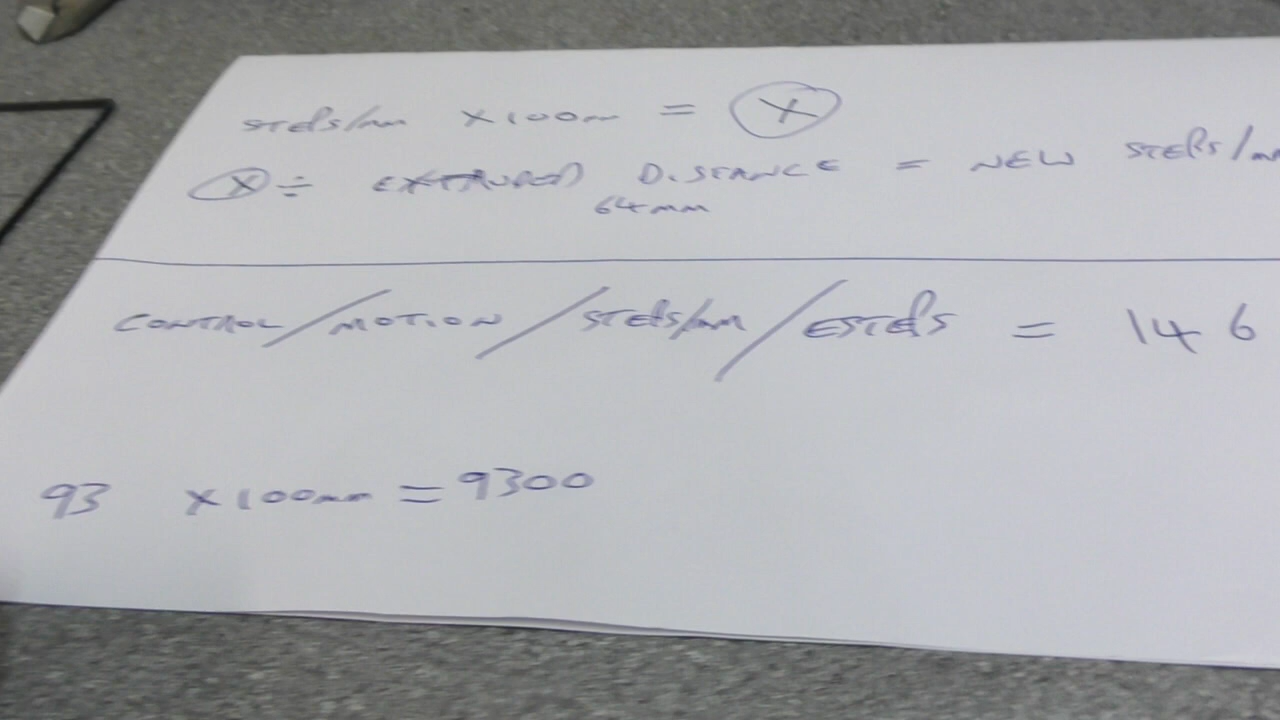 STEPS/mm X100mm = X
X ÷ EXTRUDED DISTANCE = NEW STEPS/mm
64mm
CONTROL/MOTION/STEPS/mm/ESTEPS = 146
93 X100mm = 9300